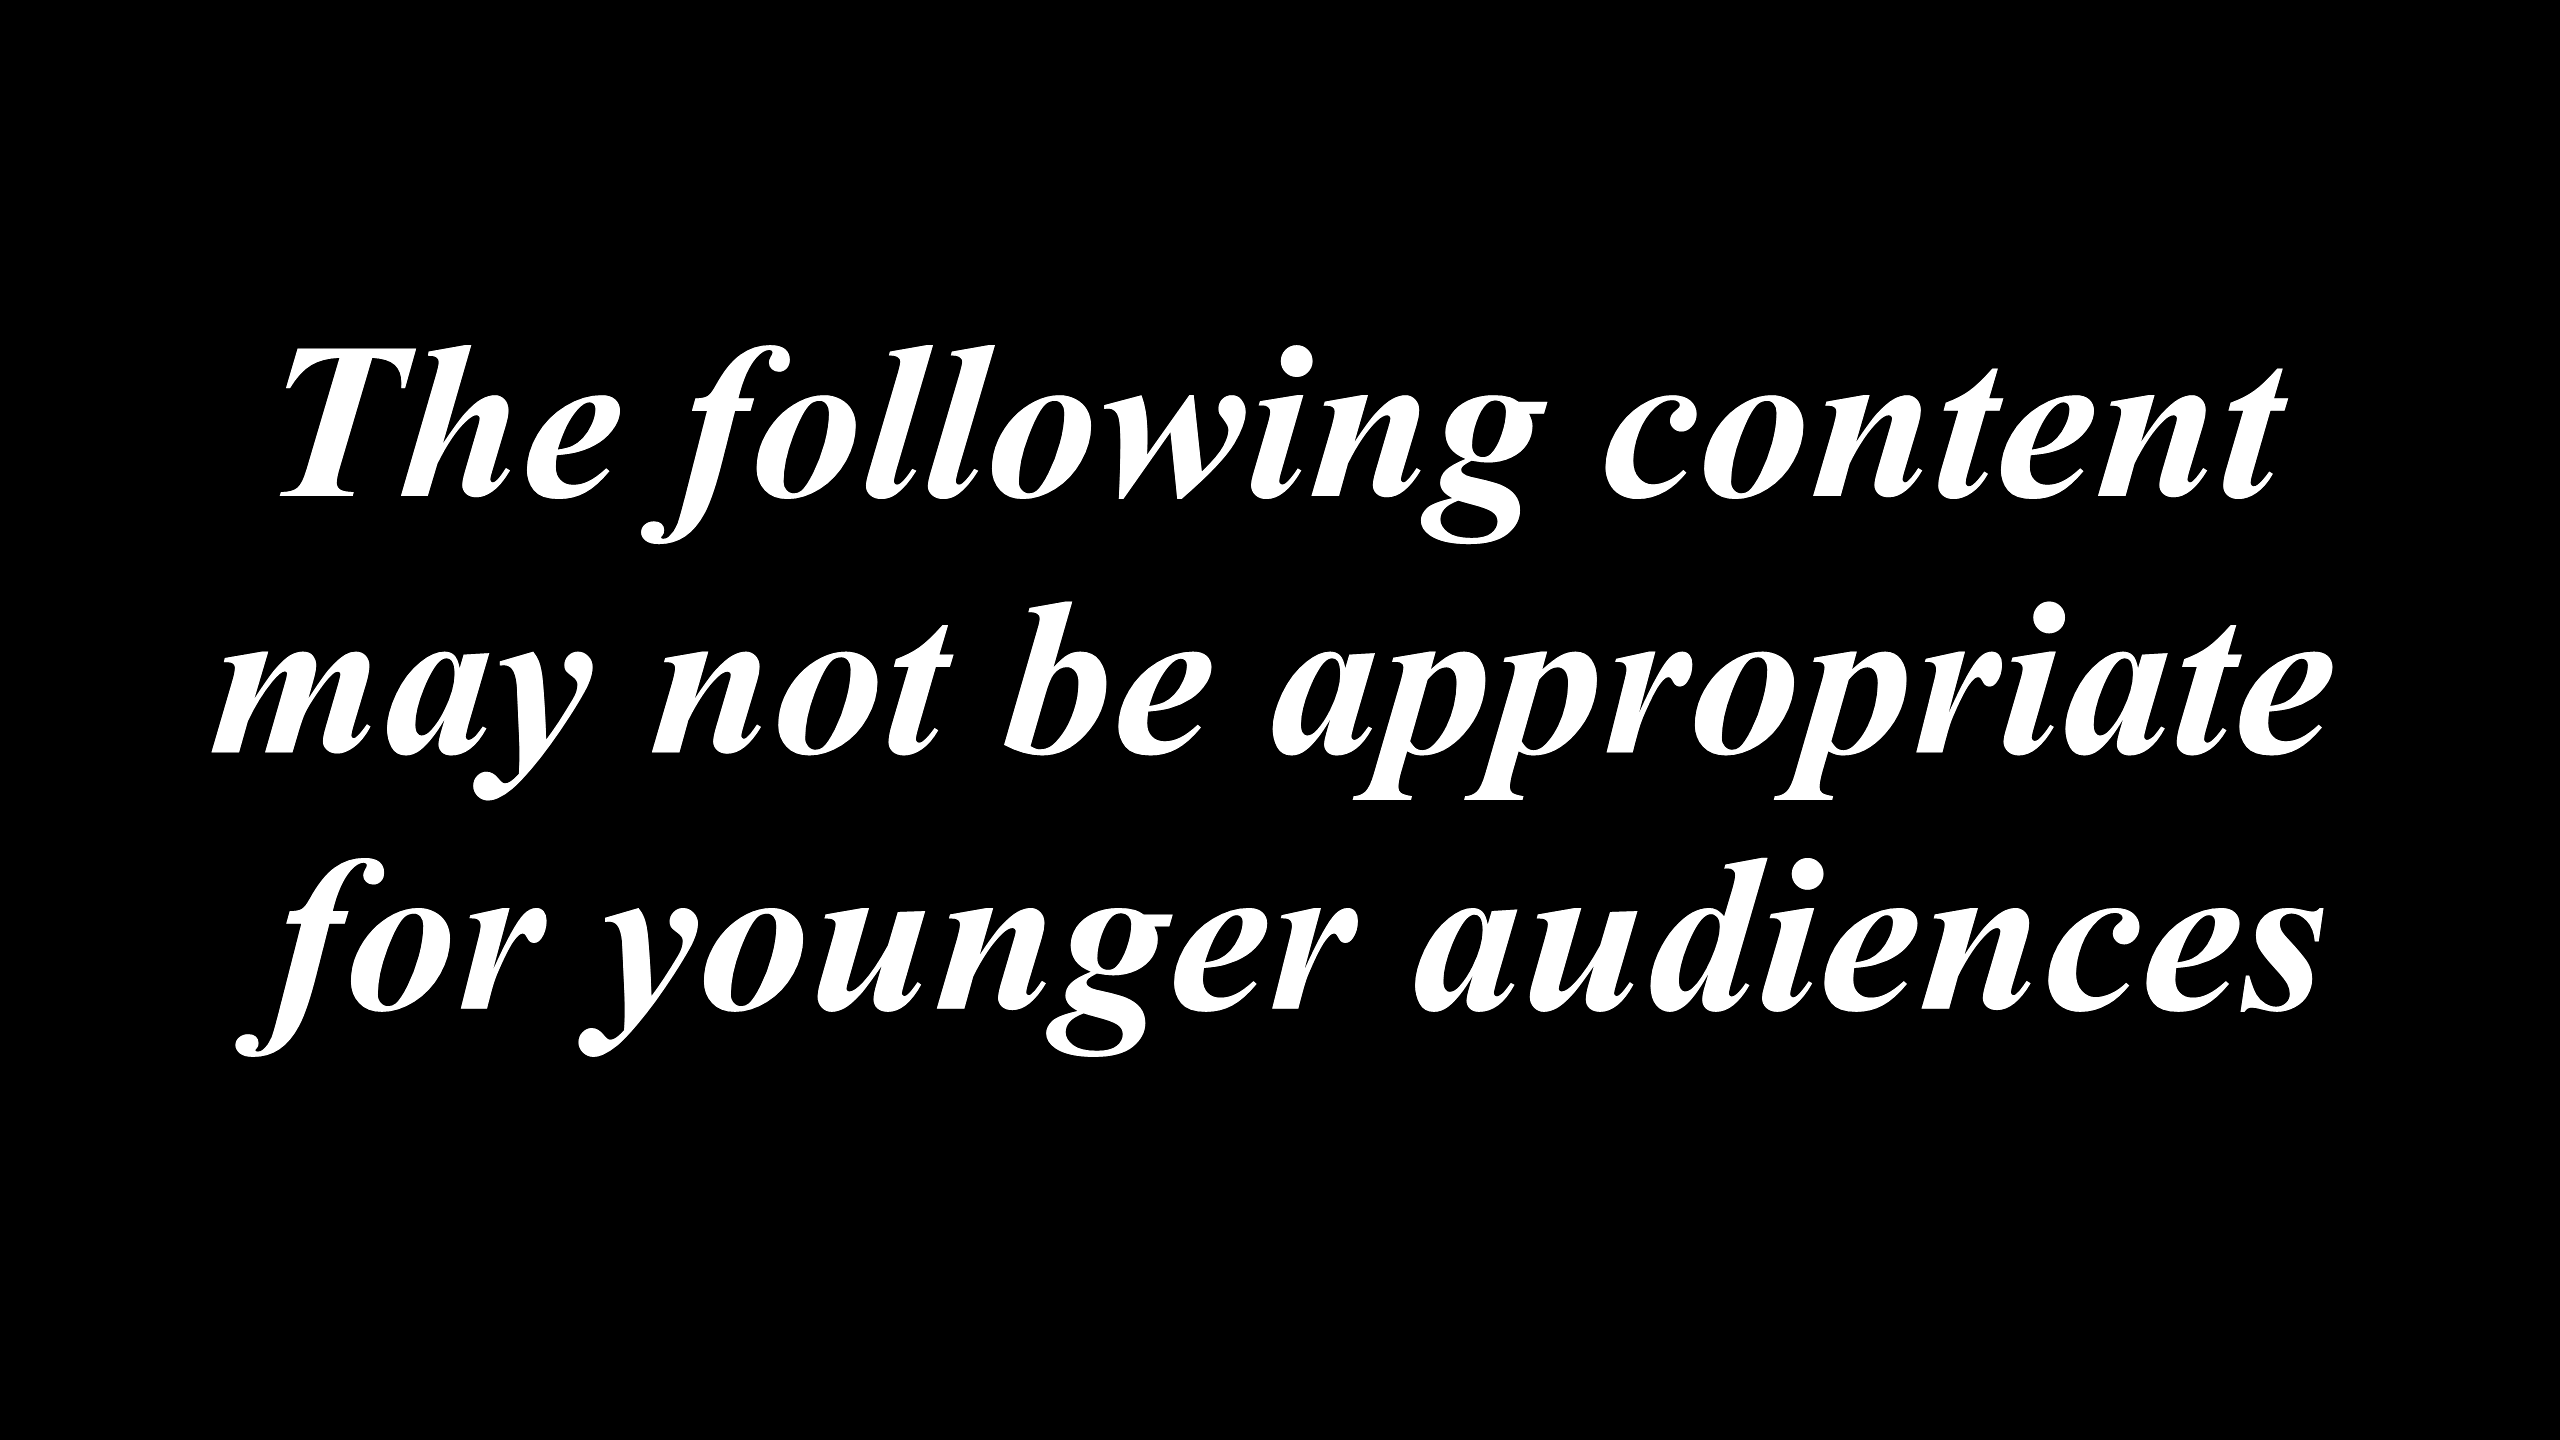 The following content
may not be appropriate
for younger audiences